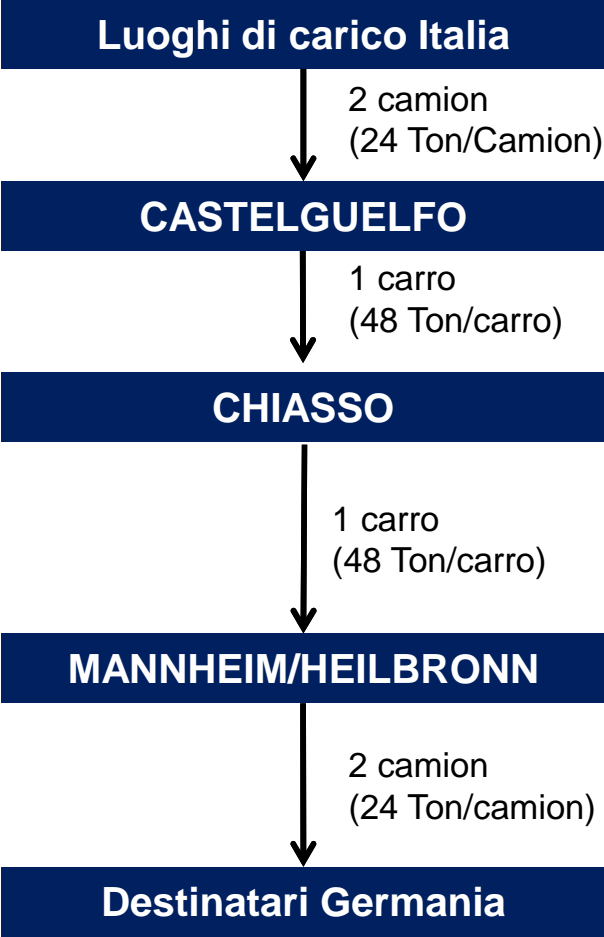 Luoghi di carico Italia
2 camion
(24 Ton/Camion)
CASTELGUELFO
1 carro
(48 Ton/carro)
CHIASSO
1 carro
(48 Ton/carro)
MANNHEIM/HEILBRONN
2 camion
(24 Ton/camion)
Destinatari Germania